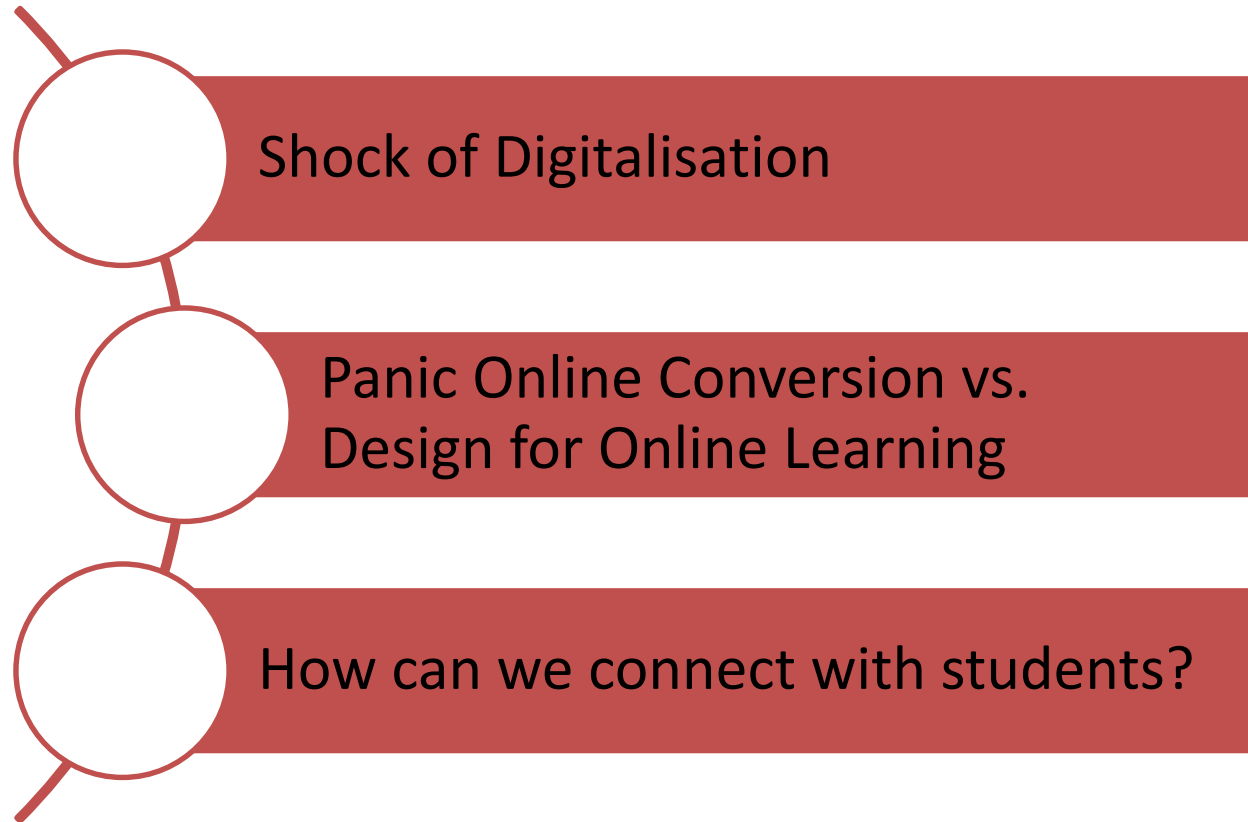 Shock of Digitalisation
Panic Online Conversion vs.
Design for Online Learning
How can we connect with students?